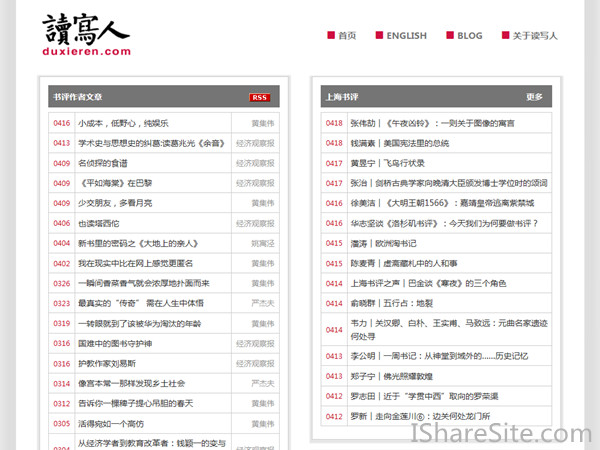 讀寫人
duxieren.com
首页
ENGLISH
BLOG
关于读写人
书评作者文章
RSS
0416 小成本，低野心，纯娱乐 黄集伟
0413 学术史与思想史的纠葛:读葛兆光《余音》 经济观察报
0409 名侦探的食谱 经济观察报
0409 《平如海棠》在巴黎 经济观察报
0409 少交朋友，多看月亮 黄集伟
0406 也读塔西佗 经济观察报
0404 新书里的密码之《大地上的亲人》 姚寓泾
0402 我在现实中比在网上感觉更匿名 黄集伟
0326 一瞬间香菜香气就会浓厚地扑面而来 黄集伟
0323 最真实的“传奇” 需在人生中体悟 严杰夫
0319 一转眼就到了该被华为淘汰的年龄 黄集伟
0316 国难中的图书守护神 经济观察报
0316 护教作家刘易斯 经济观察报
0314 像宫本常一那样发现乡土社会 严杰夫
0312 告诉你一棵稗子提心吊胆的春天 黄集伟
0305 活得宛如一个高仿 黄集伟
从经济学者到教育改革者：钱颖一的变与
上海书评
更多
0418 张伟劼｜《午夜凶铃》：一则关于图像的寓言
0418 钱满素｜美国宪法里的总统
0417 黄昱宁｜飞鸟行状录
0417 张治｜剑桥古典学家向晚清大臣颁发博士学位时的颂词
0416 徐美洁｜《大明王朝1566》：嘉靖皇帝逃离紫禁城
0416 华志坚谈《洛杉矶书评》：今天我们为何要做书评？
0415 潘涛｜欧洲淘书记
0415 陈麦青｜虚斋藏札中的人和事
0414 上海书评之声｜巴金谈《寒夜》的三个角色
0414 俞晓群｜五行占：地裂
0414 韦力｜关汉卿、白朴、王实甫、马致远：元曲名家遗迹
何处寻
0413 李公明｜一周书记：从神堂到域外的……历史记忆
0413 郑子宁｜佛光照耀敦煌
0412 罗志田｜近于“学贯中西”取向的罗荣渠
0412 罗新｜走向金莲川⑥：边关何处龙门所
IShareSite.com